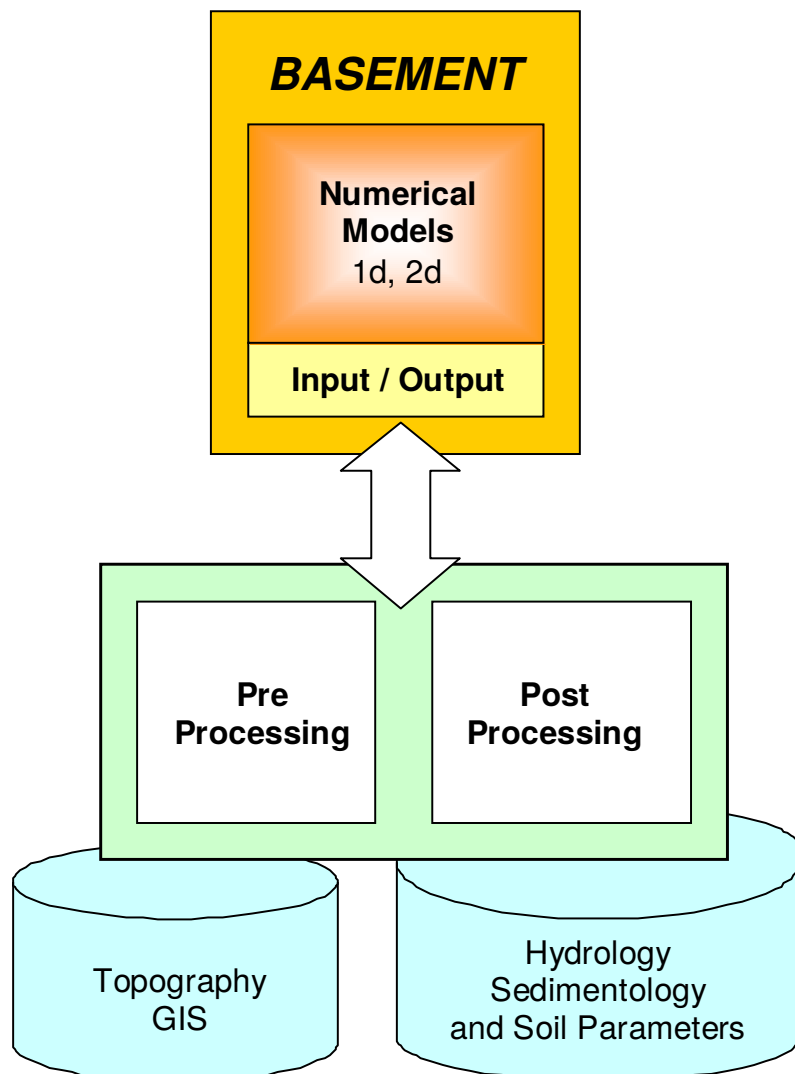 BASEMENT
Numerical
Models
1d, 2d
Input / Output
Pre
Processing
Post
Processing
Topography
GIS
Hydrology
Sedimentology
and Soil Parameters